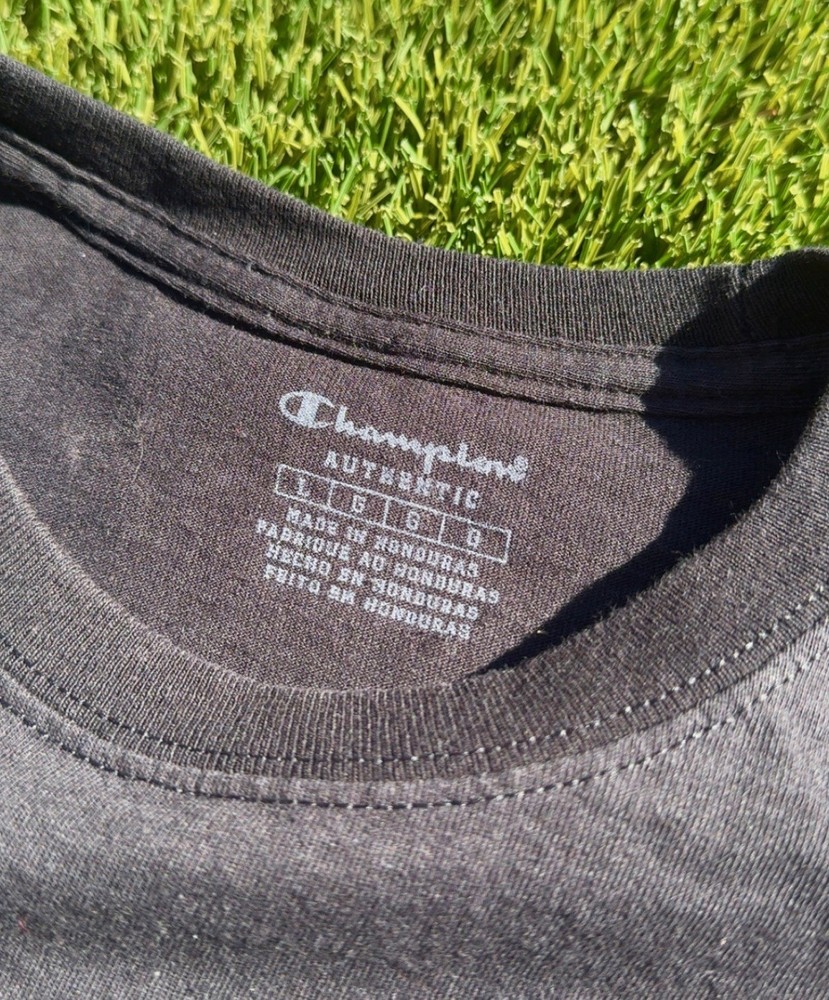 Champion
AUTHENTIC
L G G G
MADE IN HONDURAS
FABRIQUE AU HONDURAS
HECHO EN HONDURAS
FEITO EM HONDURAS